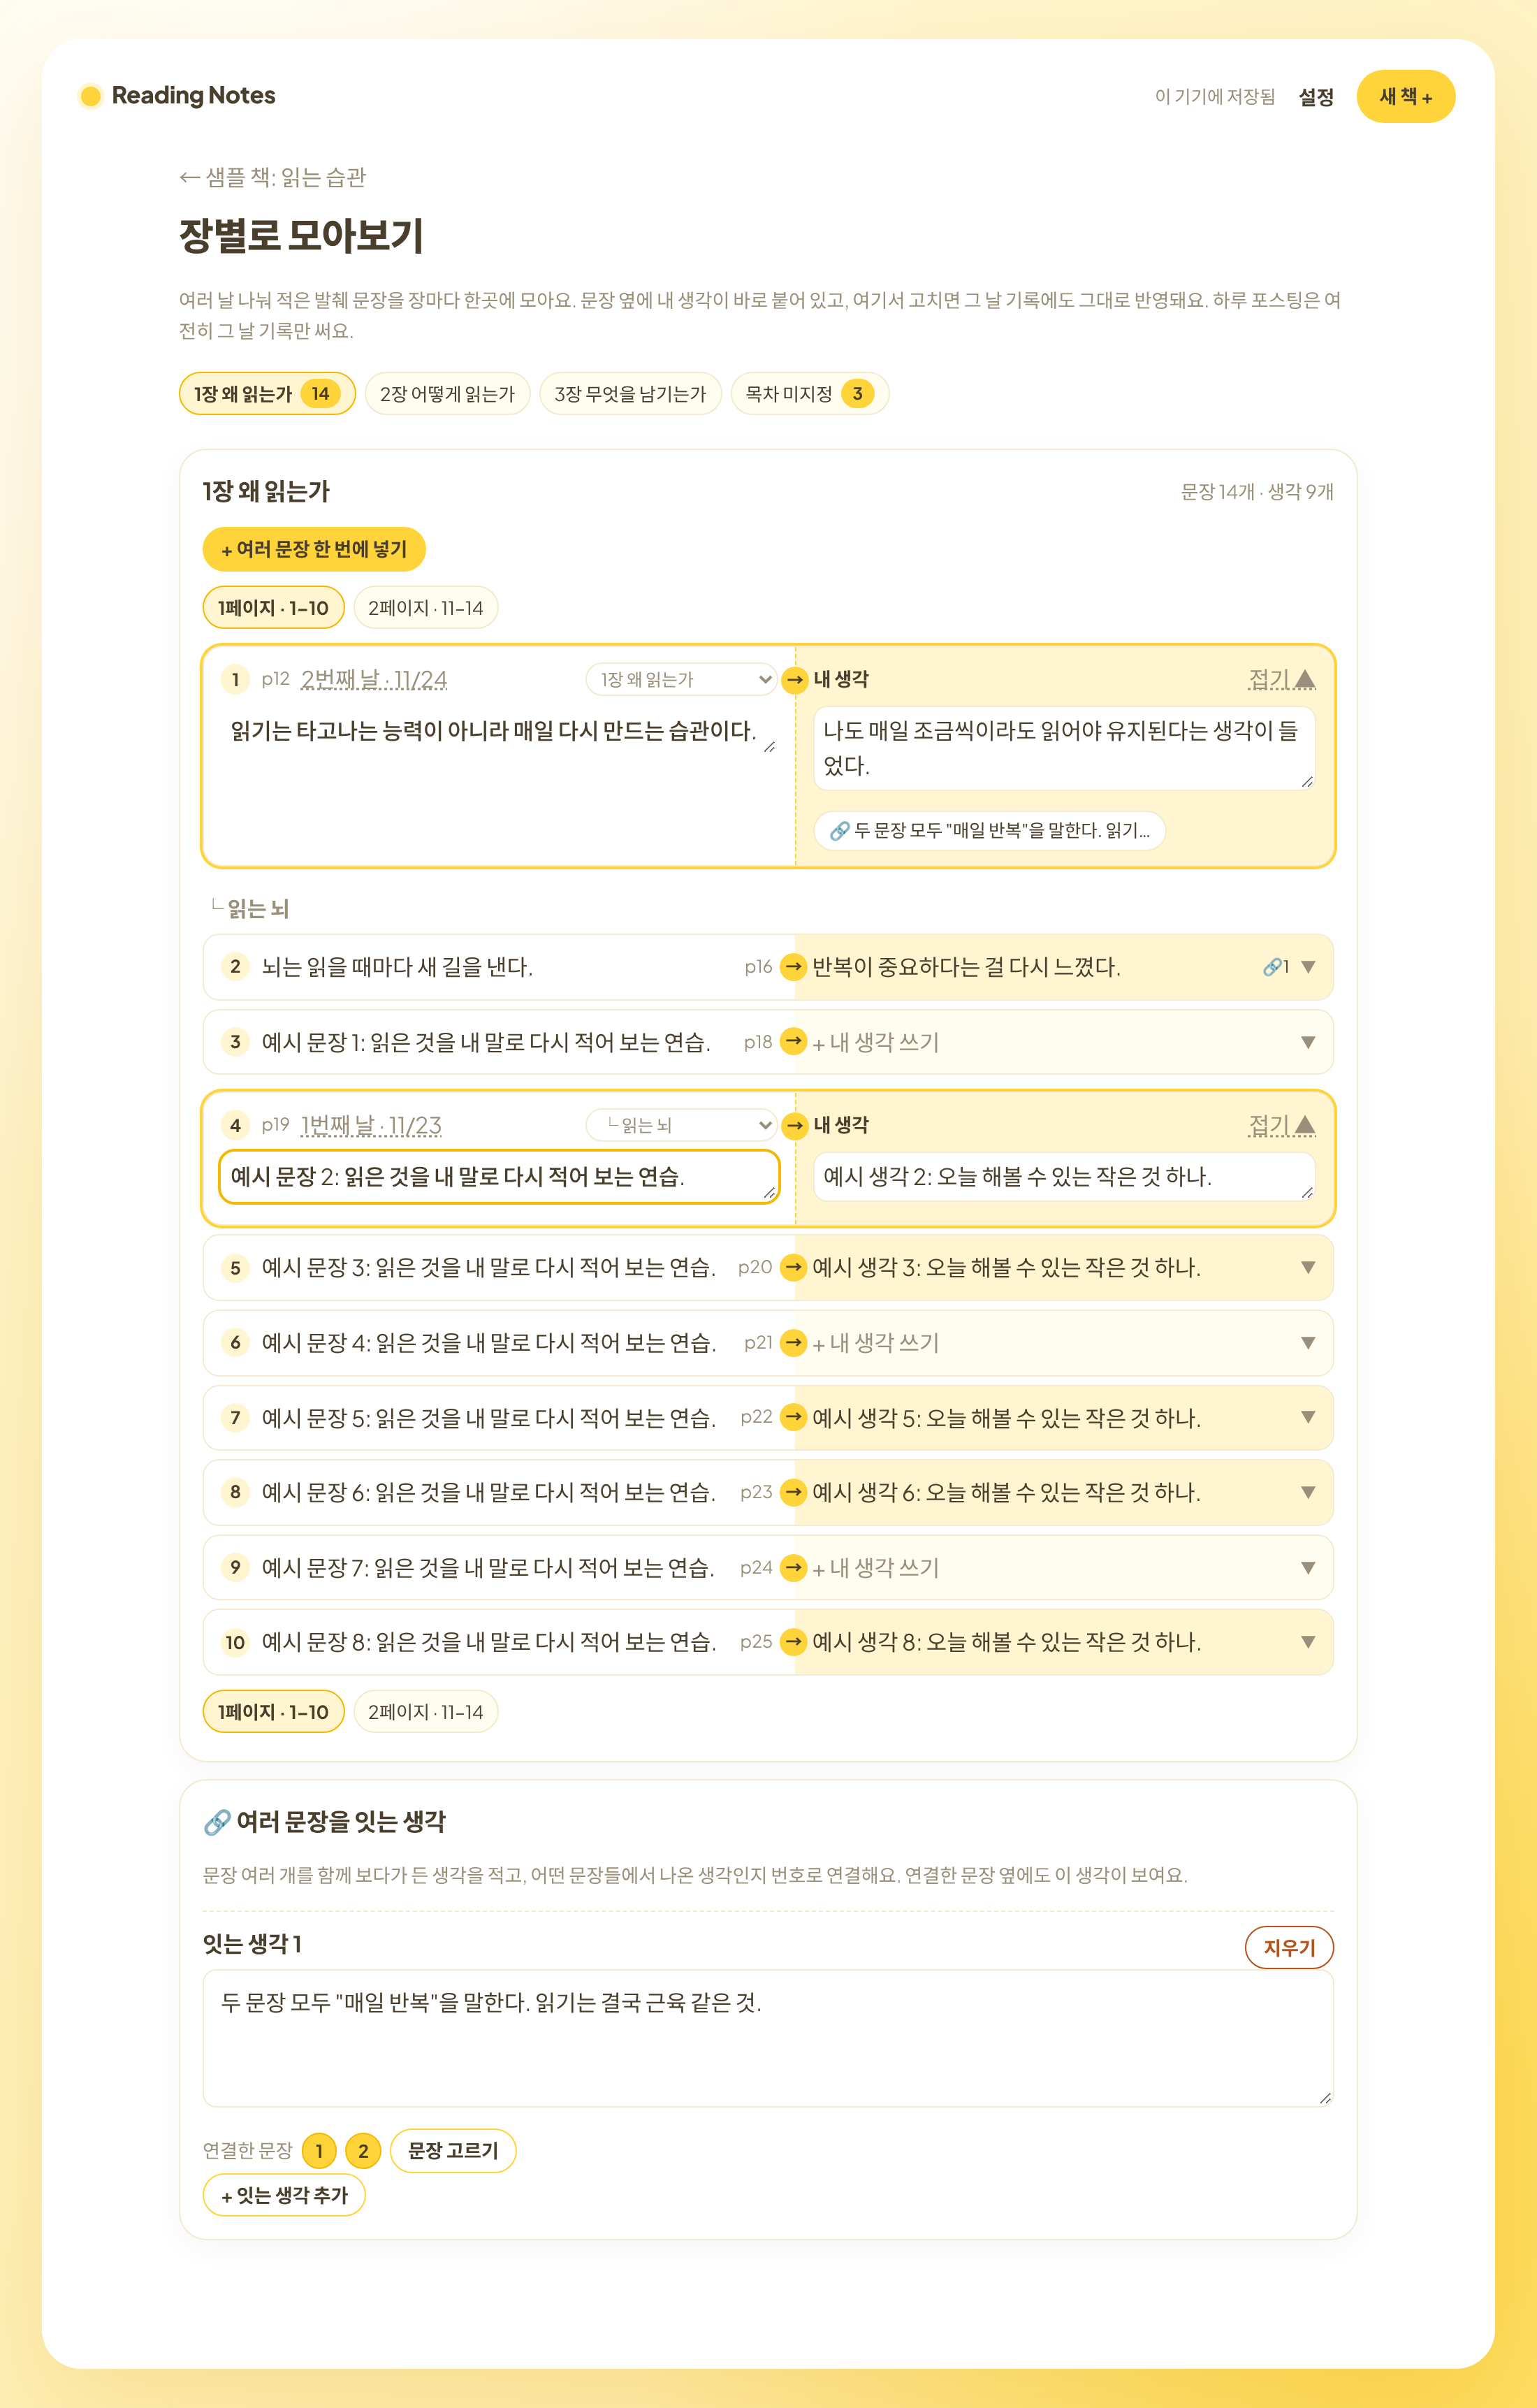 Reading Notes
이 기기에 저장됨 설정 새 책 +
← 샘플 책: 읽는 습관
장별로 모아보기
여러 날 나눠 적은 발췌 문장을 장마다 한곳에 모아요. 문장 옆에 내 생각이 바로 붙어 있고, 여기서 고치면 그 날 기록에도 그대로 반영돼요. 하루 포스팅은 여
전히 그 날 기록만 써요.
1장 왜 읽는가 14 2장 어떻게 읽는가 3장 무엇을 남기는가 목차 미지정 3
1장 왜 읽는가 문장 14개 · 생각 9개
+ 여러 문장 한 번에 넣기
1페이지 · 1–10 2페이지 · 11–14
1 p12 2번째 날 · 11/24 1장 왜 읽는가 → 내 생각 접기 ▲
읽기는 타고나는 능력이 아니라 매일 다시 만드는 습관이다.
나도 매일 조금씩이라도 읽어야 유지된다는 생각이 들
었다.
🔗 두 문장 모두 "매일 반복"을 말한다. 읽기…
└ 읽는 뇌
2 뇌는 읽을 때마다 새 길을 낸다. p16 → 반복이 중요하다는 걸 다시 느꼈다. 🔗1 ▼
3 예시 문장 1: 읽은 것을 내 말로 다시 적어 보는 연습. p18 → + 내 생각 쓰기 ▼
4 p19 1번째 날 · 11/23 └ 읽는 뇌 → 내 생각 접기 ▲
예시 문장 2: 읽은 것을 내 말로 다시 적어 보는 연습. 예시 생각 2: 오늘 해볼 수 있는 작은 것 하나.
5 예시 문장 3: 읽은 것을 내 말로 다시 적어 보는 연습. p20 → 예시 생각 3: 오늘 해볼 수 있는 작은 것 하나. ▼
6 예시 문장 4: 읽은 것을 내 말로 다시 적어 보는 연습. p21 → + 내 생각 쓰기 ▼
7 예시 문장 5: 읽은 것을 내 말로 다시 적어 보는 연습. p22 → 예시 생각 5: 오늘 해볼 수 있는 작은 것 하나. ▼
8 예시 문장 6: 읽은 것을 내 말로 다시 적어 보는 연습. p23 → 예시 생각 6: 오늘 해볼 수 있는 작은 것 하나. ▼
9 예시 문장 7: 읽은 것을 내 말로 다시 적어 보는 연습. p24 → + 내 생각 쓰기 ▼
10 예시 문장 8: 읽은 것을 내 말로 다시 적어 보는 연습. p25 → 예시 생각 8: 오늘 해볼 수 있는 작은 것 하나. ▼
1페이지 · 1–10 2페이지 · 11–14
🔗 여러 문장을 잇는 생각
문장 여러 개를 함께 보다가 든 생각을 적고, 어떤 문장들에서 나온 생각인지 번호로 연결해요. 연결한 문장 옆에도 이 생각이 보여요.
잇는 생각 1 지우기
두 문장 모두 "매일 반복"을 말한다. 읽기는 결국 근육 같은 것.
연결한 문장 1 2 문장 고르기
+ 잇는 생각 추가